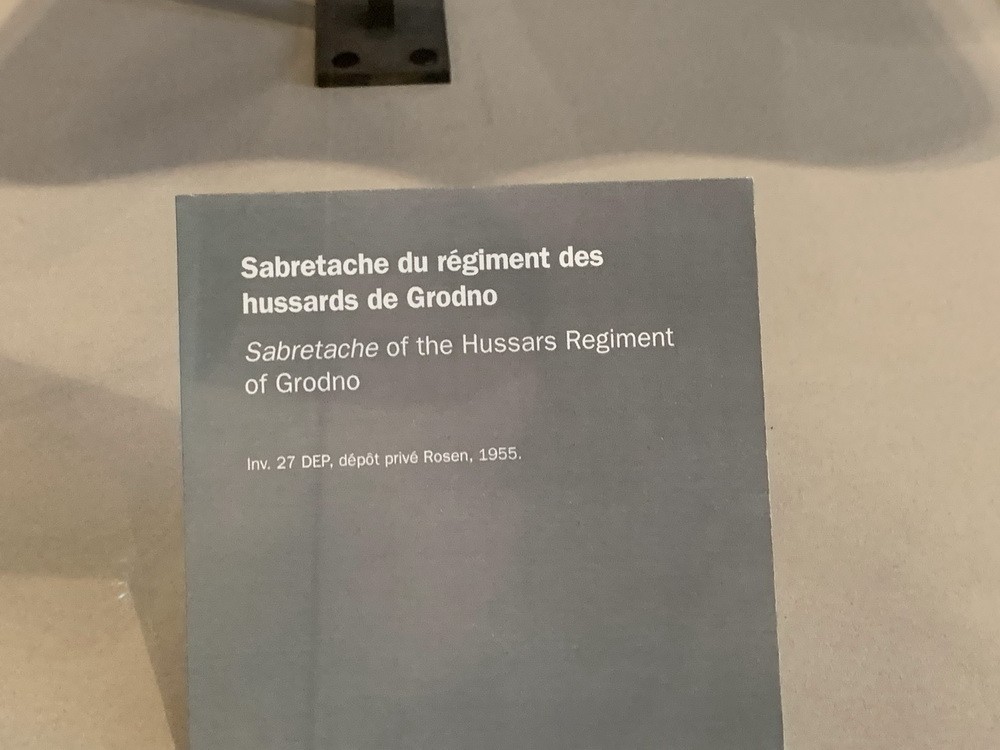 Sabretache du régiment des
hussards de Grodno
Sabretache of the Hussars Regiment
of Grodno
Inv. 27 DEP, dépôt privé Rosen, 1955.